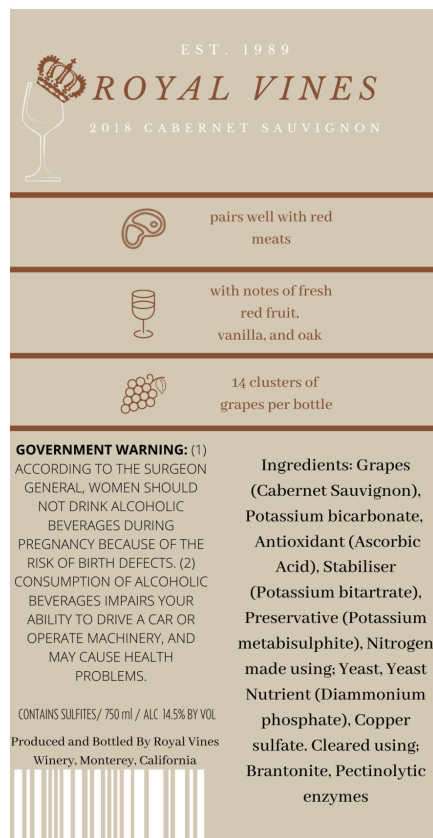 EST. 1989
ROYAL VINES
2018 CABERNET SAUVIGNON
pairs well with red
meats
with notes of fresh
red fruit,
vanilla, and oak
14 clusters of
grapes per bottle
GOVERNMENT WARNING: (1)
ACCORDING TO THE SURGEON
GENERAL, WOMEN SHOULD
NOT DRINK ALCOHOLIC
BEVERAGES DURING
PREGNANCY BECAUSE OF THE
RISK OF BIRTH DEFECTS. (2)
CONSUMPTION OF ALCOHOLIC
BEVERAGES IMPAIRS YOUR
ABILITY TO DRIVE A CAR OR
OPERATE MACHINERY, AND
MAY CAUSE HEALTH
PROBLEMS.
CONTAINS SULFITES/ 750 ml / ALC 14.5% BY VOL
Produced and Bottled By Royal Vines
Winery, Monterey, California
Ingredients: Grapes
(Cabernet Sauvignon),
Potassium bicarbonate,
Antioxidant (Ascorbic
Acid), Stabiliser
(Potassium bitartrate),
Preservative (Potassium
metabisulphite), Nitrogen
made using; Yeast, Yeast
Nutrient (Diammonium
phosphate), Copper
sulfate. Cleared using;
Brantonite, Pectinolytic
enzymes